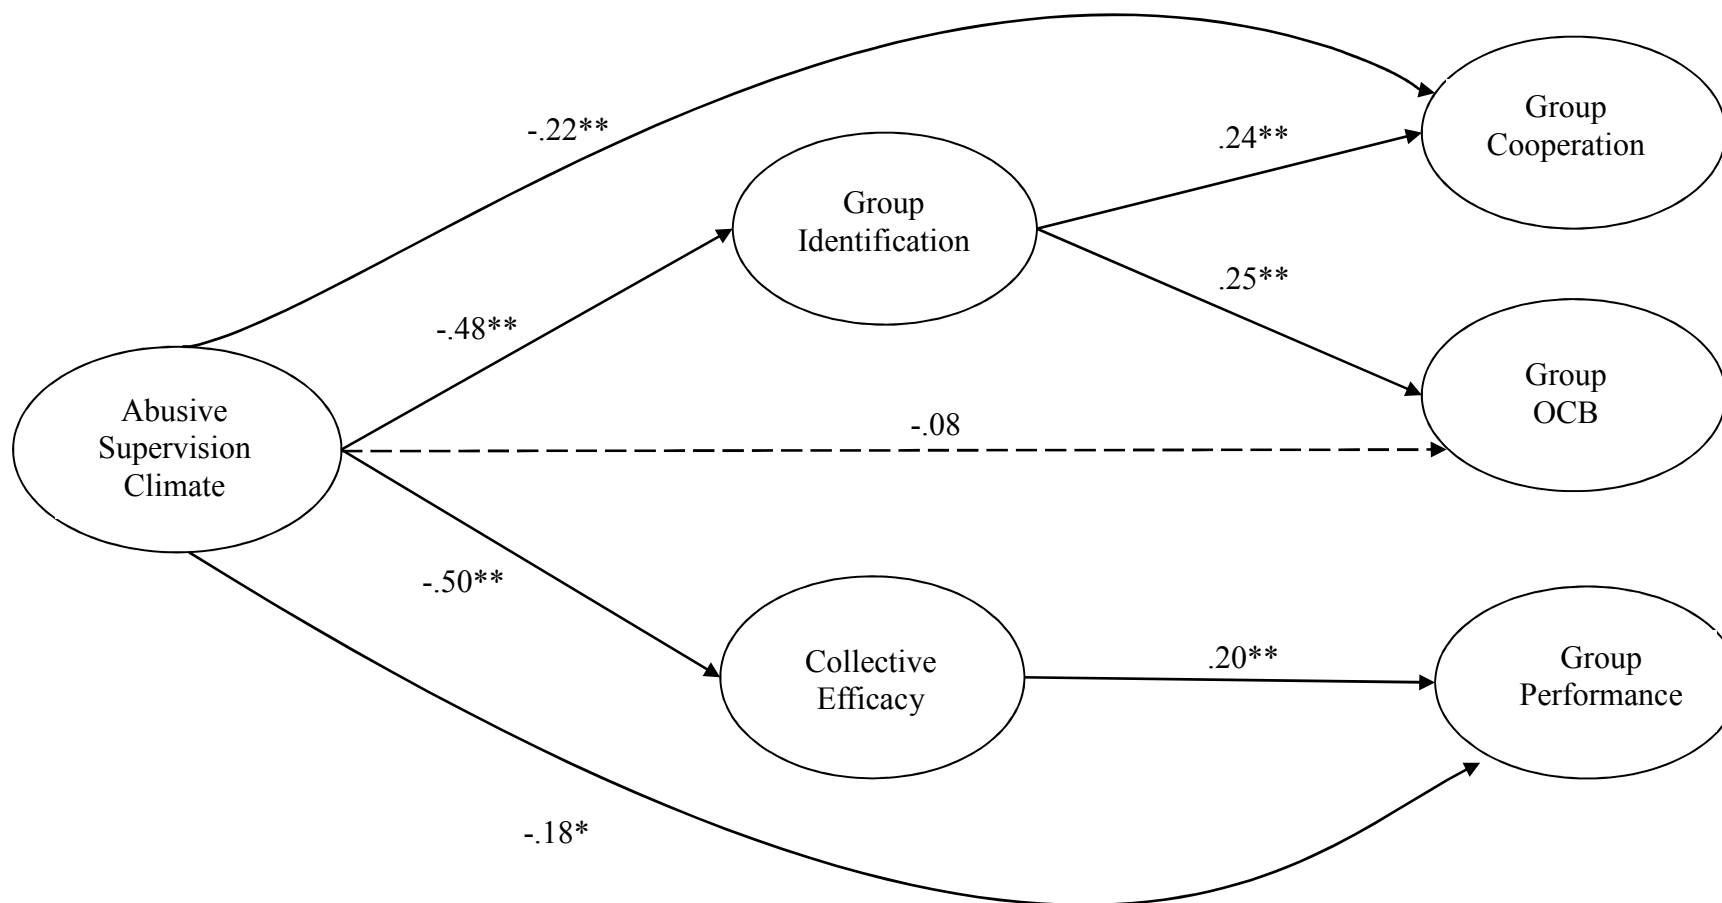 -.22**
Group
Cooperation
.24**
Group
Identification
.25**
-.48**
Group
OCB
Abusive
Supervision
Climate
-.08
-.50**
Collective
Efficacy
.20**
Group
Performance
-.18*